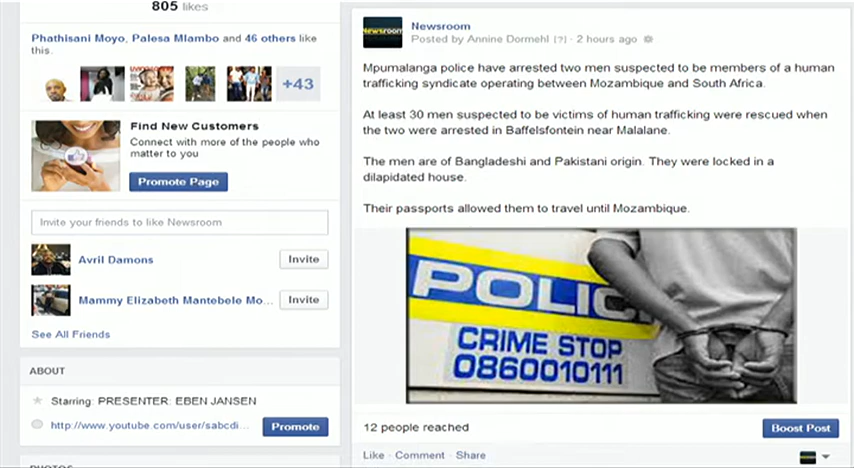 805 likes
Phathisani Moyo, Palesa Mlambo and 46 others like
this.
+43
Find New Customers
Connect with more of the people who
matter to you
Promote Page
Invite your friends to like Newsroom
Avril Damons
Invite
Mammy Elizabeth Mantebele Mo...
Invite
See All Friends
ABOUT
Starring: PRESENTER: EBEN JANSEN
http://www.youtube.com/user/sabcdi...
Promote
PHOTOS
Newsroom
Newsroom
Posted by Annine Dormehl [?] · 2 hours ago
Mpumalanga police have arrested two men suspected to be members of a human
trafficking syndicate operating between Mozambique and South Africa.
At least 30 men suspected to be victims of human trafficking were rescued when
the two were arrested in Baffelsfontein near Malalane.
The men are of Bangladeshi and Pakistani origin. They were locked in a
dilapidated house.
Their passports allowed them to travel until Mozambique.
POLIC
CRIME STOP
0860010111
12 people reached
Boost Post
Like · Comment · Share